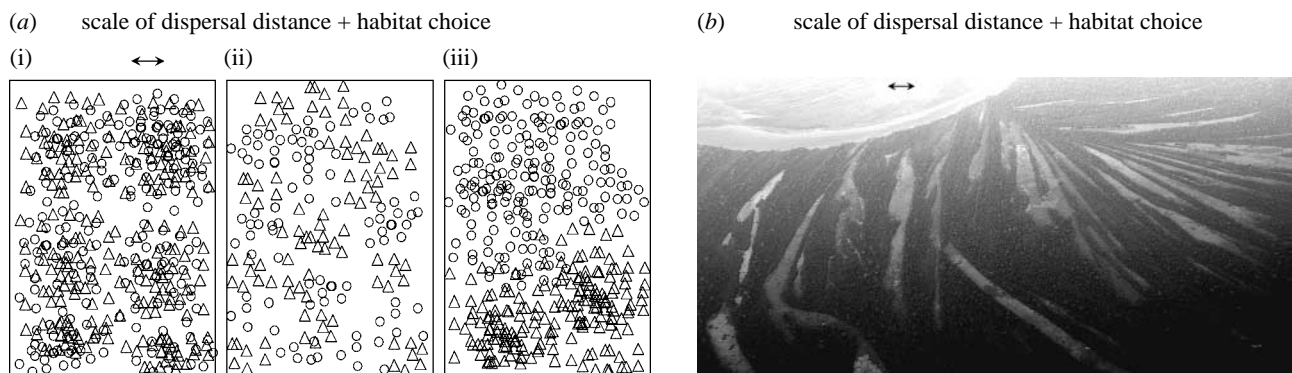 (a) scale of dispersal distance + habitat choice
(i) (ii) (iii)
(b) scale of dispersal distance + habitat choice